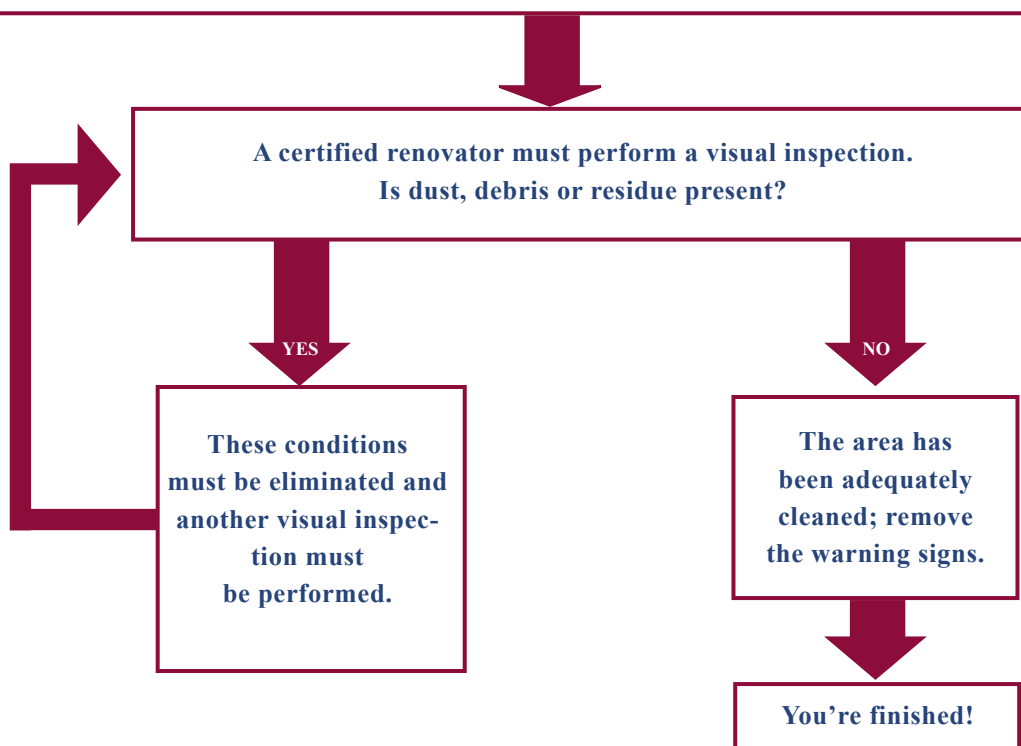 A certified renovator must perform a visual inspection.
Is dust, debris or residue present?
YES
NO
These conditions
must be eliminated and
another visual inspec-
tion must
be performed.
The area has
been adequately
cleaned; remove
the warning signs.
You’re finished!